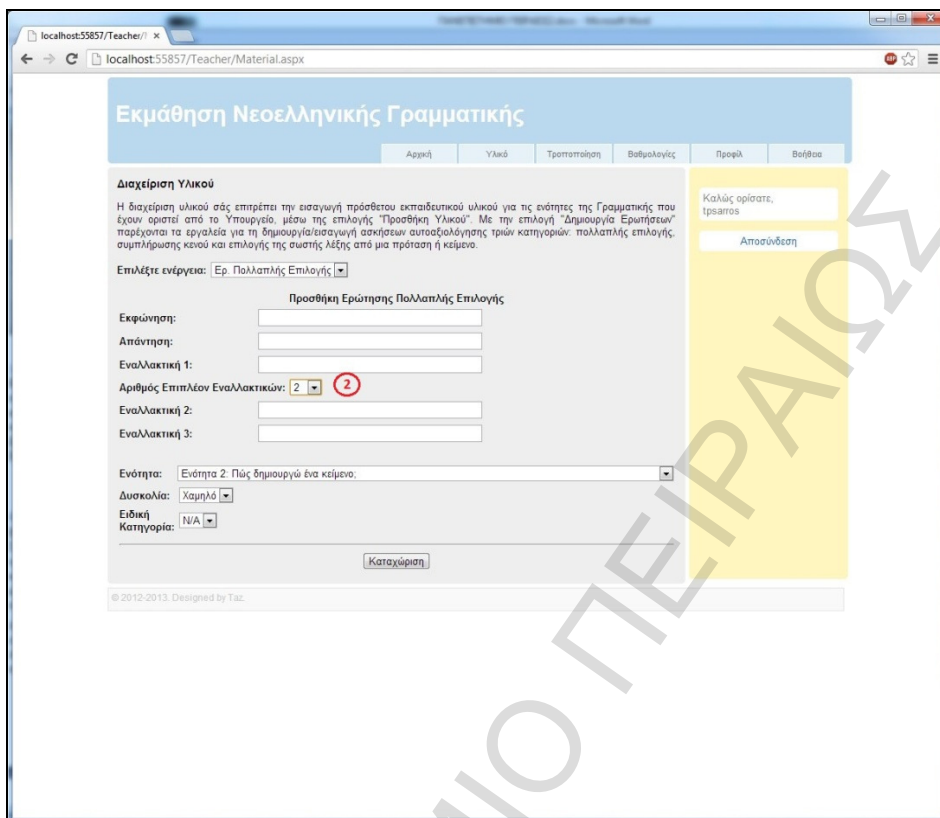 localhost:55857/Teacher/
localhost:55857/Teacher/Material.aspx
ABP
Εκμάθηση Νεοελληνικής Γραμματικής
Αρχική Υλικό Τροποποίηση Βαθμολογίες Προφίλ Βοήθεια
Διαχείριση Υλικού
Η διαχείριση υλικού σάς επιτρέπει την εισαγωγή πρόσθετου εκπαιδευτικού υλικού για τις ενότητες της Γραμματικής που
έχουν οριστεί από το Υπουργείο, μέσω της επιλογής "Προσθήκη Υλικού". Με την επιλογή "Δημιουργία Ερωτήσεων"
παρέχονται τα εργαλεία για τη δημιουργία/εισαγωγή ασκήσεων αυτοαξιολόγησης τριών κατηγοριών: πολλαπλής επιλογής,
συμπλήρωσης κενού και επιλογής της σωστής λέξης από μια πρόταση ή κείμενο.
Καλώς ορίσατε,
tpsarros
Αποσύνδεση
Επιλέξτε ενέργεια: Ερ. Πολλαπλής Επιλογής
Προσθήκη Ερώτησης Πολλαπλής Επιλογής
Εκφώνηση:
Απάντηση:
Εναλλακτική 1:
Αριθμός Επιπλέον Εναλλακτικών: 2 2
Εναλλακτική 2:
Εναλλακτική 3:
Ενότητα: Ενότητα 2: Πώς δημιουργώ ένα κείμενο;
Δυσκολία: Χαμηλό
Ειδική
Κατηγορία: N/A
Καταχώριση
© 2012-2013. Designed by Taz.
ΜΙΟ ΠΕΙΡΑΙΩΣ